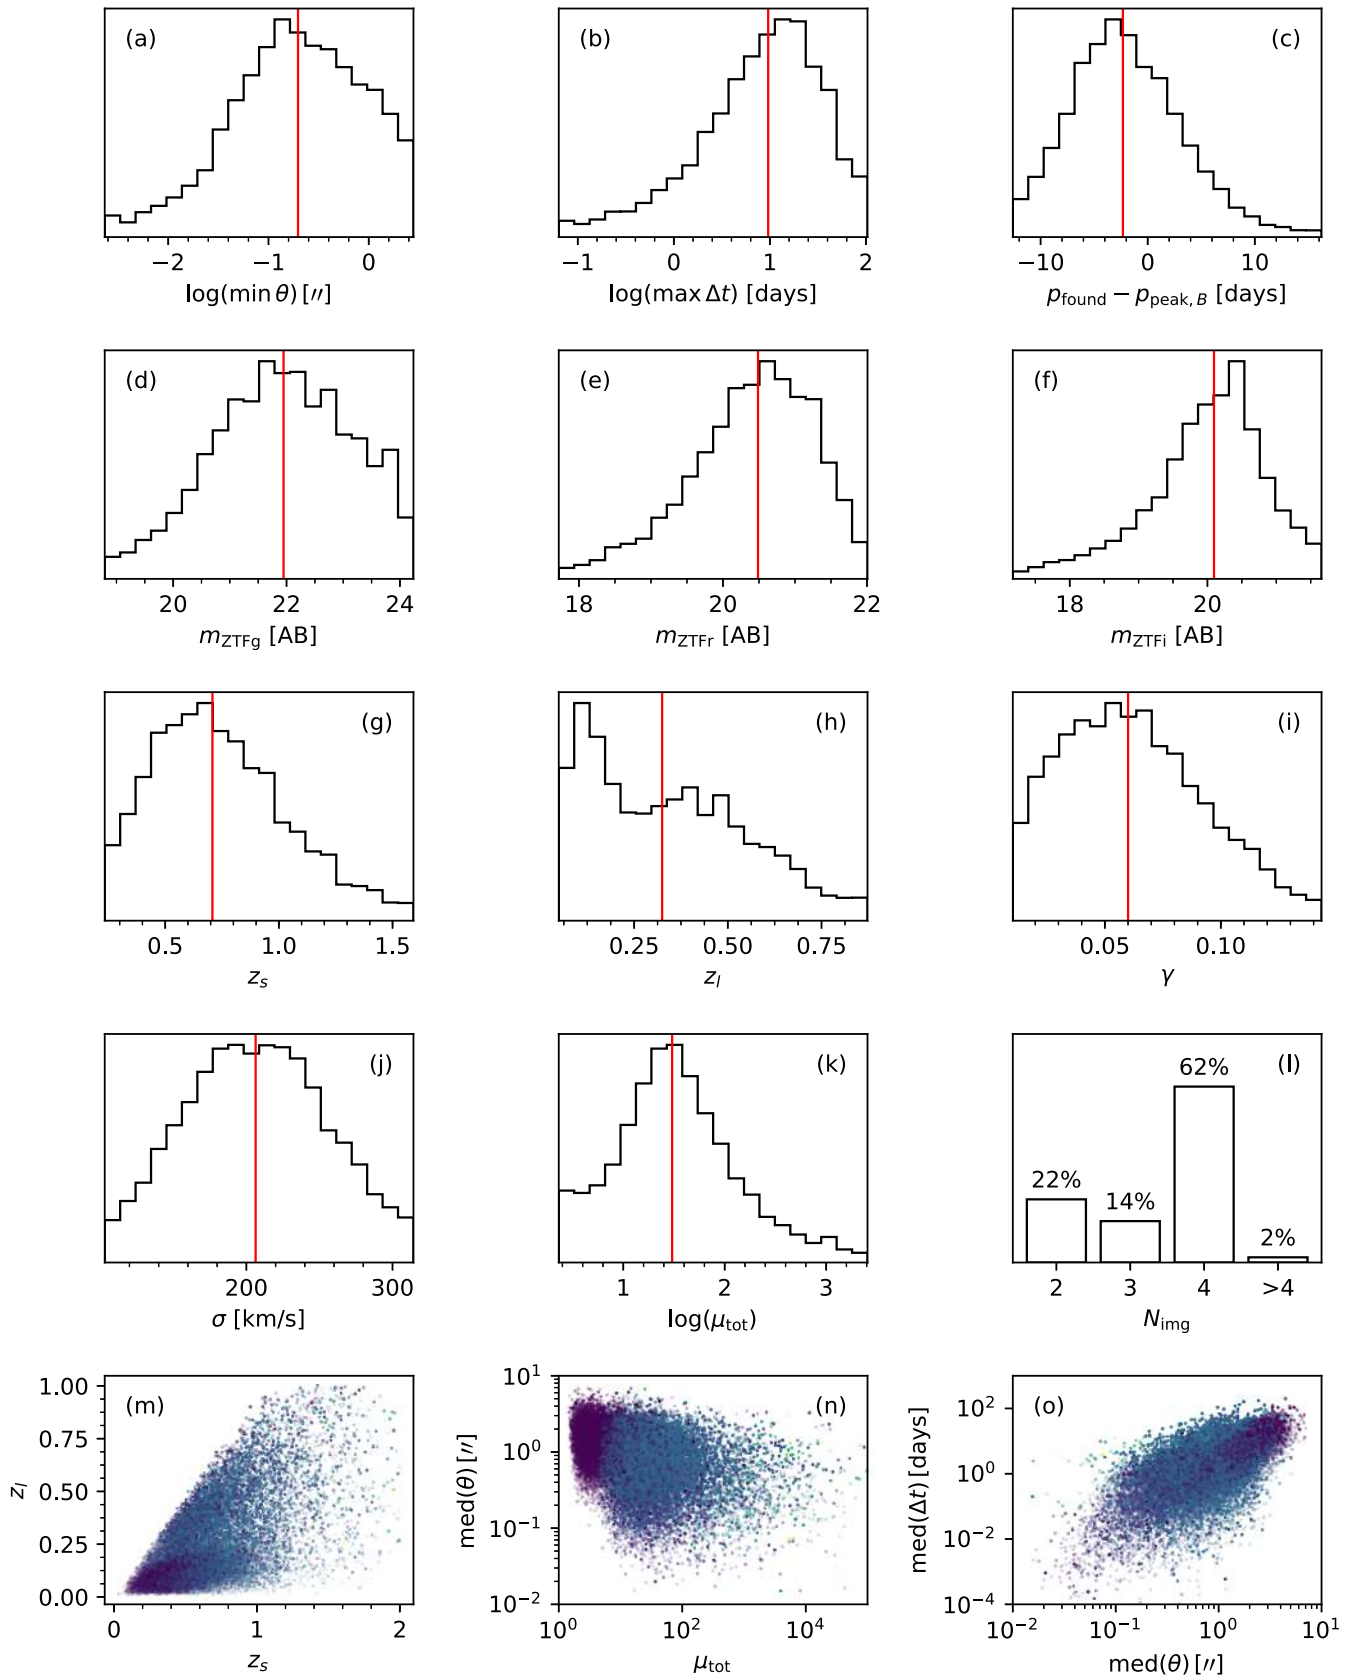 (a) (b) (c)
−2 −1 0 −1 0 1 2 −10 0 10
log(min θ) [″] log(max Δt) [days] p_found − p_peak, B [days]
(d) (e) (f)
20 22 24 18 20 22 18 20
m_ZTFg [AB] m_ZTFr [AB] m_ZTFi [AB]
(g) (h) (i)
0.5 1.0 1.5 0.25 0.50 0.75 0.05 0.10
z_s z_l γ
(j) (k) (l)
62%
22% 14% 2%
200 300 1 2 3 2 3 4 >4
σ [km/s] log(μ_tot) N_img
(m) (n) (o)
1.00
0.75
0.50
0.25
0.00
z_l
0 1 2
z_s
10^1
10^0
10^−1
10^−2
med(θ) [″]
10^0 10^2 10^4
μ_tot
10^2
10^0
10^−2
10^−4
med(Δt) [days]
10^−2 10^−1 10^0 10^1
med(θ) [″]